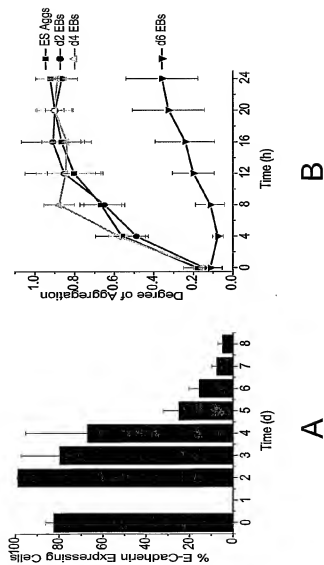 % E-Cadherin Expressing Cells
100
80
60
40
20
0
0 1 2 3 4 5 6 7 8
Time (d)
A
Degree of Aggregation
1.0
0.8
0.6
0.4
0.2
0.0
0 4 8 12 16 20 24
Time (h)
ES Aggs
d2 EBs
d4 EBs
d6 EBs
B